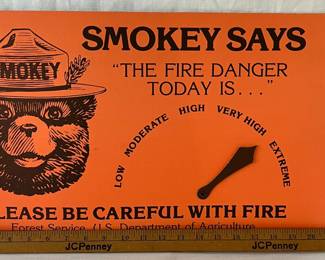 SMOKEY SAYS
"THE FIRE DANGER
TODAY IS..."
SMOKEY
LOW MODERATE HIGH VERY HIGH EXTREME
LEASE BE CAREFUL WITH FIRE
Forest Service, U.S. Department of Agriculture
JCPenney JCPenney